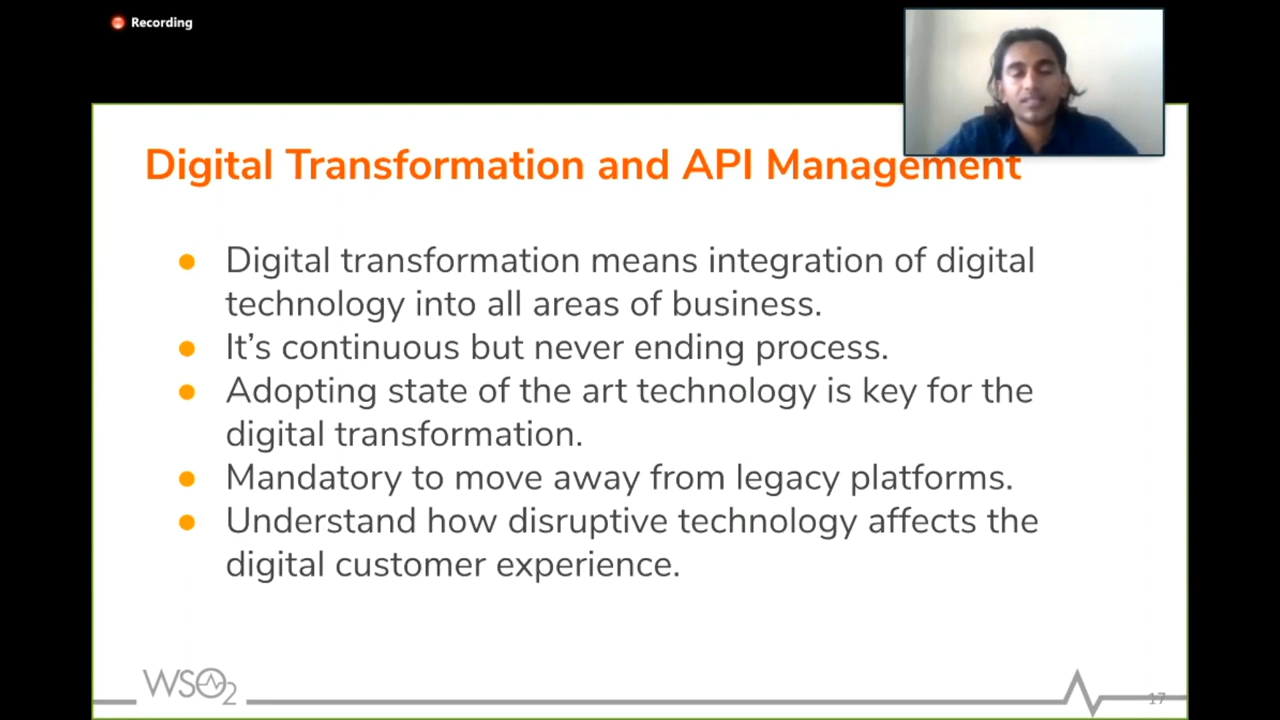 Recording
Digital Transformation and API Management
● Digital transformation means integration of digital
technology into all areas of business.
● It’s continuous but never ending process.
● Adopting state of the art technology is key for the
digital transformation.
● Mandatory to move away from legacy platforms.
● Understand how disruptive technology affects the
digital customer experience.
WSO2
17